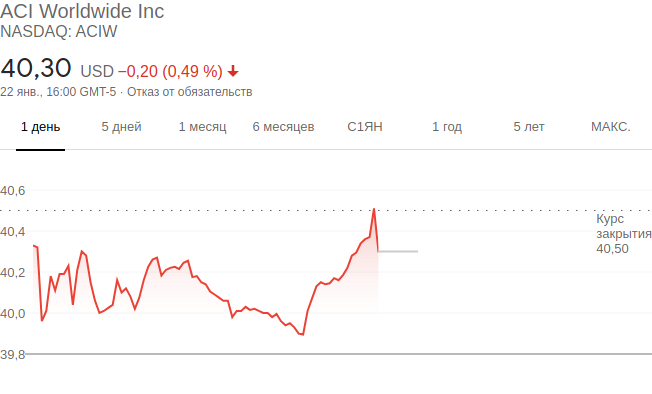 ACI Worldwide Inc
NASDAQ: ACIW
40,30 USD −0,20 (0,49 %)
22 янв., 16:00 GMT-5 · Отказ от обязательств
1 день 5 дней 1 месяц 6 месяцев С1ЯН 1 год 5 лет МАКС.
40,6
Курс
закрытия
40,50
40,4
40,2
40,0
39,8